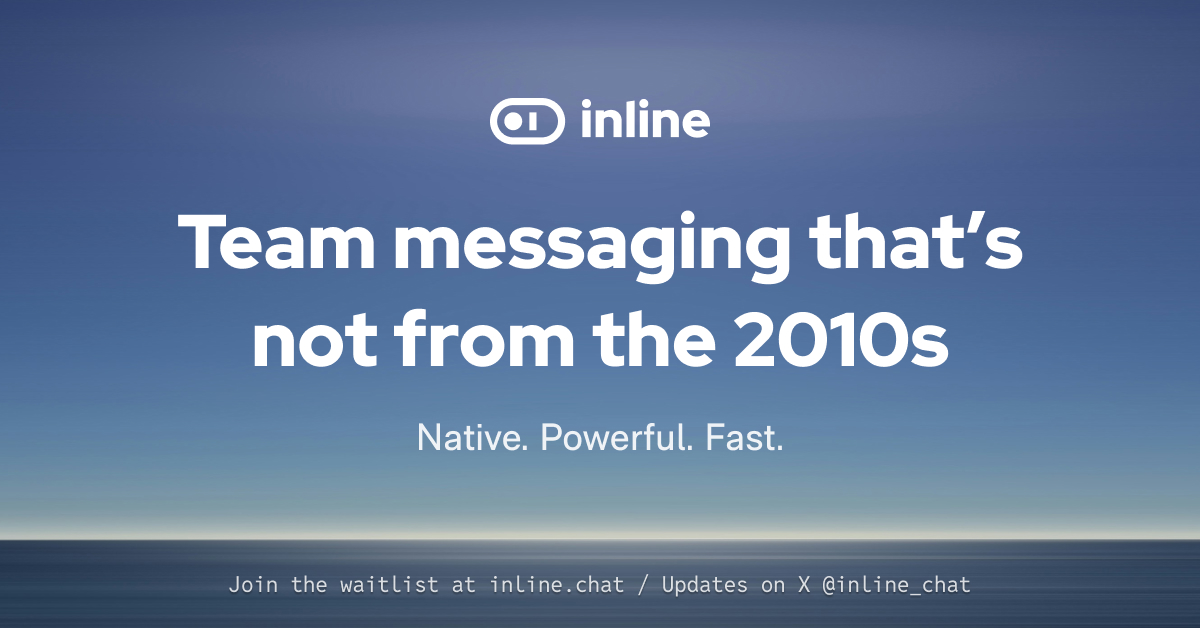 inline
Team messaging that’s
not from the 2010s
Native. Powerful. Fast.
Join the waitlist at inline.chat / Updates on X @inline_chat